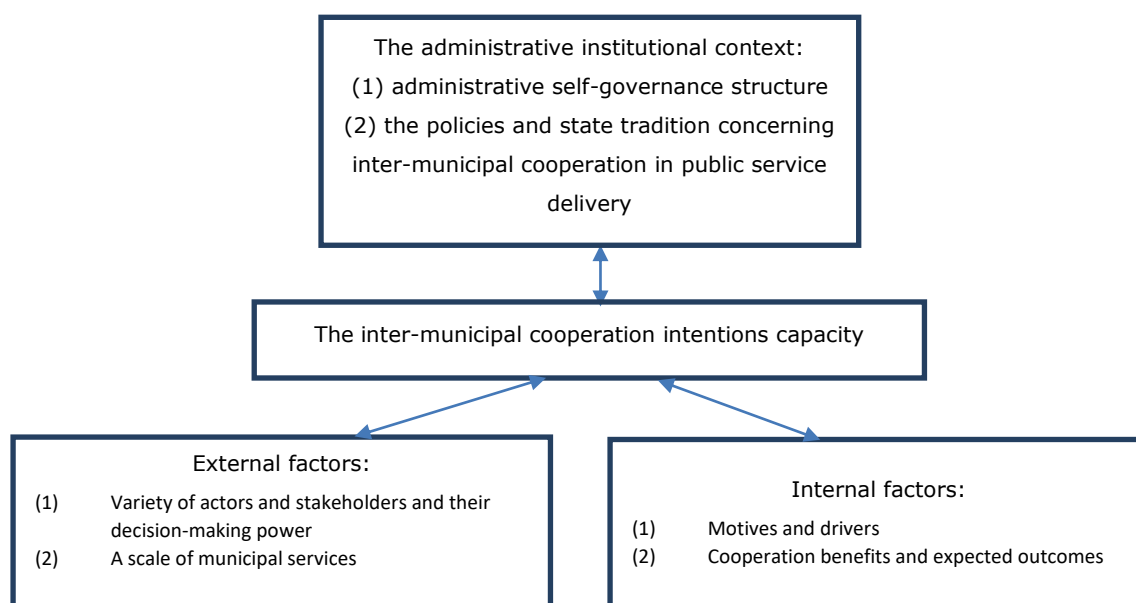 The administrative institutional context:
(1) administrative self-governance structure
(2) the policies and state tradition concerning
inter-municipal cooperation in public service
delivery
The inter-municipal cooperation intentions capacity
External factors:
(1) Variety of actors and stakeholders and their
decision-making power
(2) A scale of municipal services
Internal factors:
(1) Motives and drivers
(2) Cooperation benefits and expected outcomes